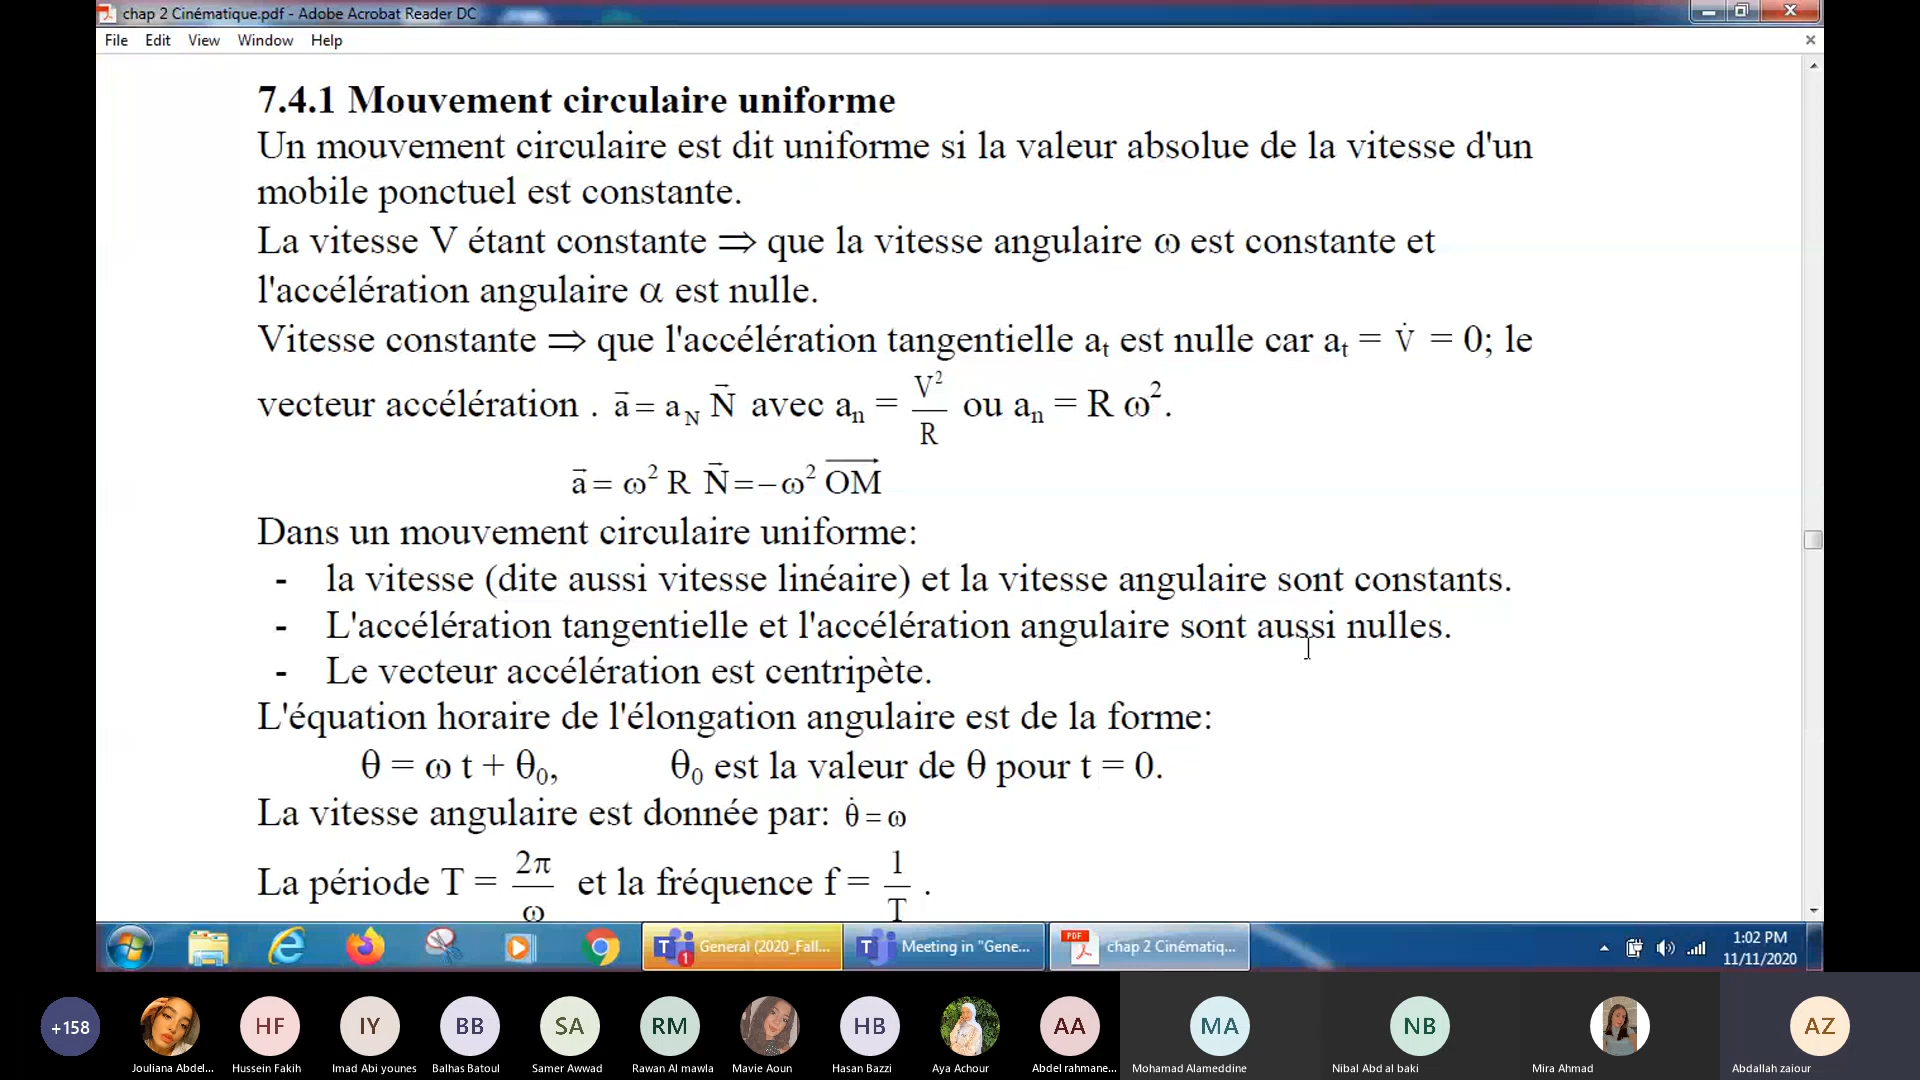 chap 2 Cinématique.pdf - Adobe Acrobat Reader DC
File Edit View Window Help
7.4.1 Mouvement circulaire uniforme
Un mouvement circulaire est dit uniforme si la valeur absolue de la vitesse d'un
mobile ponctuel est constante.
La vitesse V étant constante ⇒ que la vitesse angulaire ω est constante et
l'accélération angulaire α est nulle.
Vitesse constante ⇒ que l'accélération tangentielle aₜ est nulle car aₜ = V̇ = 0; le
vecteur accélération . a⃗ = a_N N⃗ avec aₙ = V²/R ou aₙ = R ω².
a⃗ = ω² R N⃗ = −ω² OM⃗
Dans un mouvement circulaire uniforme:
- la vitesse (dite aussi vitesse linéaire) et la vitesse angulaire sont constants.
- L'accélération tangentielle et l'accélération angulaire sont aussi nulles.
- Le vecteur accélération est centripète.
L'équation horaire de l'élongation angulaire est de la forme:
θ = ω t + θ₀, θ₀ est la valeur de θ pour t = 0.
La vitesse angulaire est donnée par: θ̇ = ω
La période T = 2π/ω et la fréquence f = 1/T .
T 1 General (2020_Fall... T Meeting in "Gene... PDF chap 2 Cinématiq... 1:02 PM
11/11/2020
+158 HF IY BB SA RM HB AA MA NB AZ
Jouliana Abdel... Hussein Fakih Imad Abi younes Balhas Batoul Samer Awwad Rawan Al mawla Mavie Aoun Hasan Bazzi Aya Achour Abdel rahmane... Mohamad Alameddine Nibal Abd al baki Mira Ahmad Abdallah zaiour